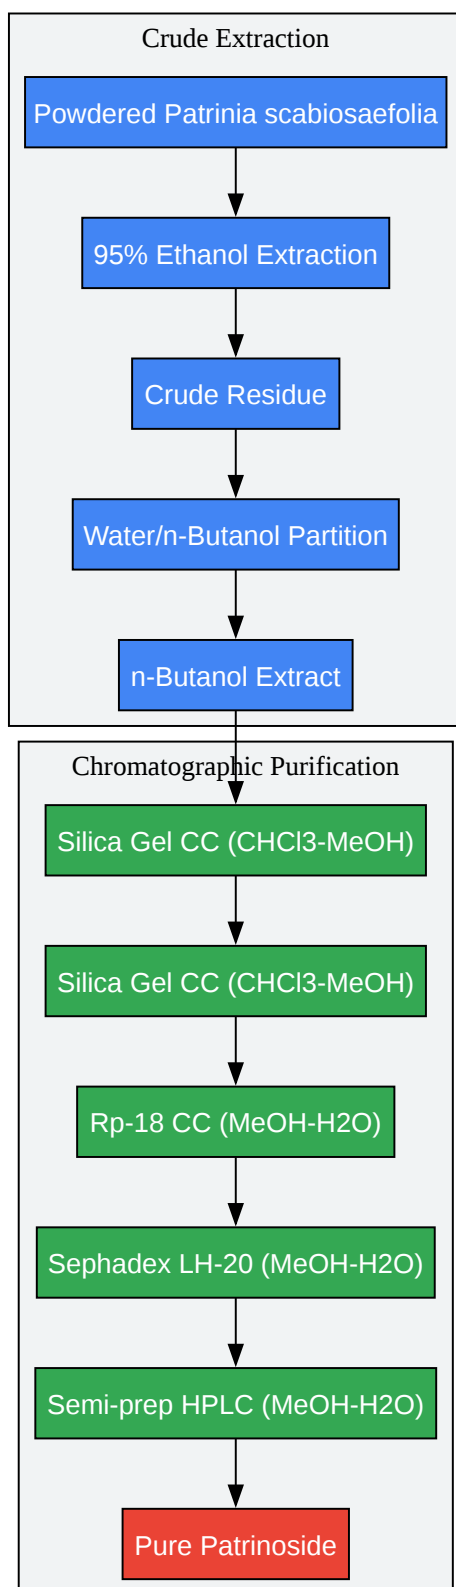 Crude Extraction
Powdered Patrinia scabiosaefolia
95% Ethanol Extraction
Crude Residue
Water/n-Butanol Partition
n-Butanol Extract
Chromatographic Purification
Silica Gel CC (CHCl3-MeOH)
Silica Gel CC (CHCl3-MeOH)
Rp-18 CC (MeOH-H2O)
Sephadex LH-20 (MeOH-H2O)
Semi-prep HPLC (MeOH-H2O)
Pure Patrinoside